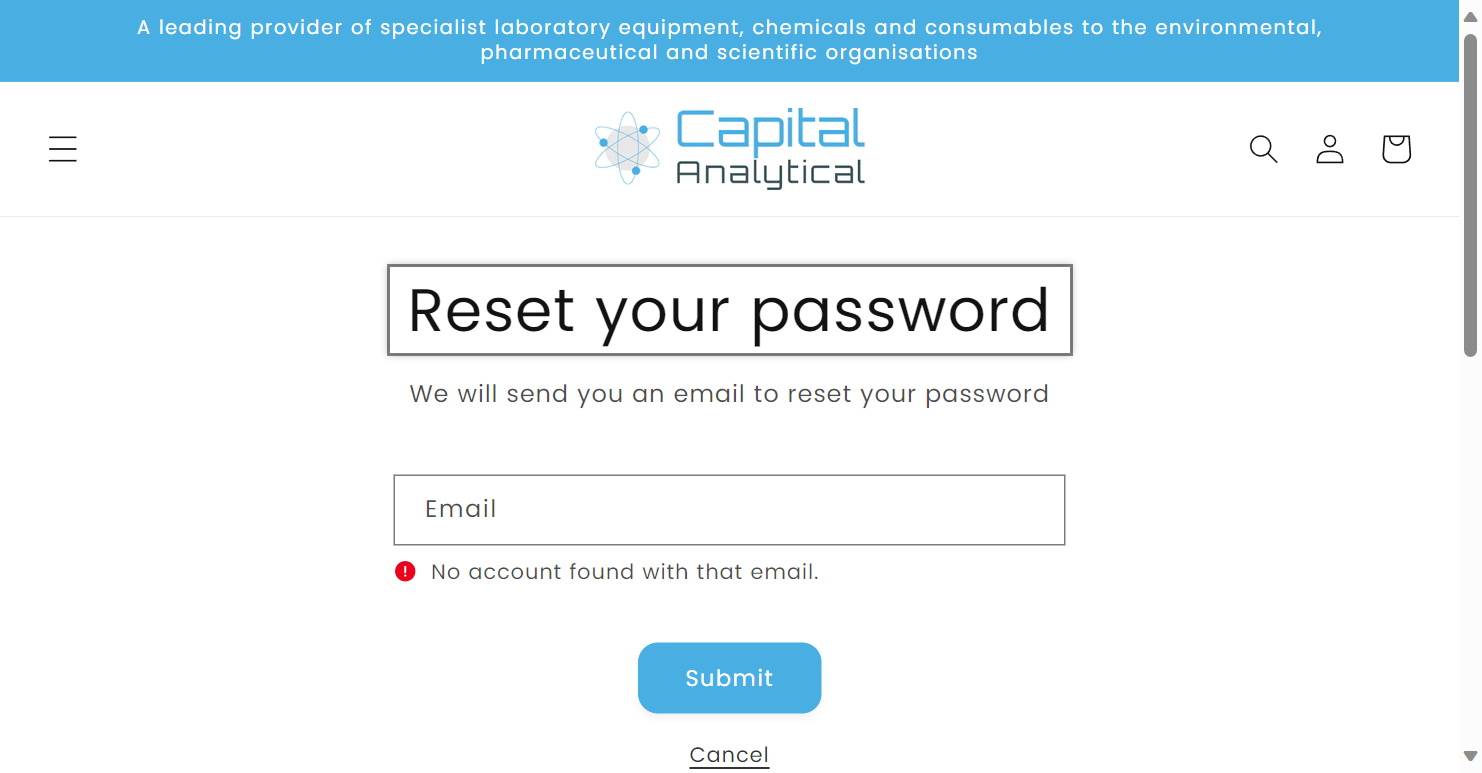 A leading provider of specialist laboratory equipment, chemicals and consumables to the environmental,
pharmaceutical and scientific organisations
Capital
Analytical
Reset your password
We will send you an email to reset your password
Email
No account found with that email.
Submit
Cancel